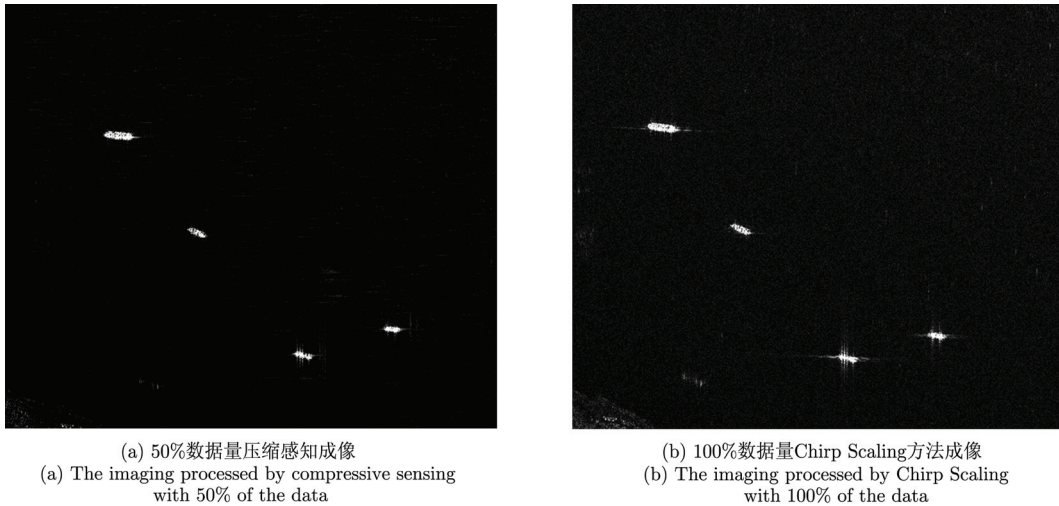 (a) 50%数据量压缩感知成像
(a) The imaging processed by compressive sensing
with 50% of the data
(b) 100%数据量Chirp Scaling方法成像
(b) The imaging processed by Chirp Scaling
with 100% of the data